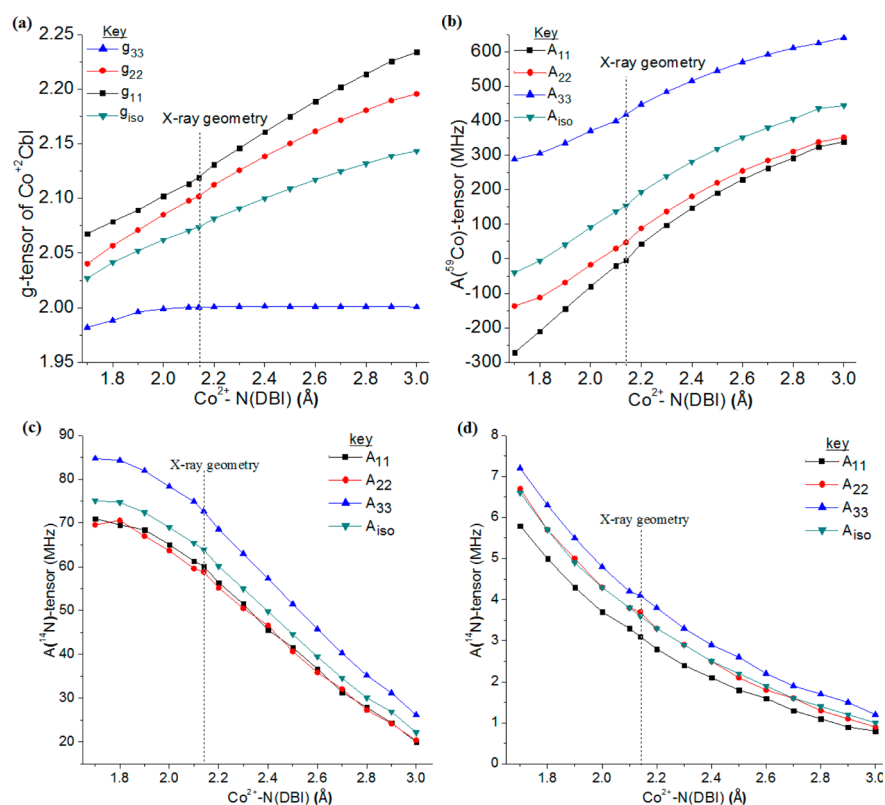 (a)
Key
g33
g22
g11
giso
X-ray geometry
g-tensor of Co+2Cbl
2.25
2.20
2.15
2.10
2.05
2.00
1.95
1.8 2.0 2.2 2.4 2.6 2.8 3.0
Co2+- N(DBI) (Å)
(b)
Key
A11
A22
A33
Aiso
X-ray geometry
A(59Co)-tensor (MHz)
600
500
400
300
200
100
0
-100
-200
-300
1.8 2.0 2.2 2.4 2.6 2.8 3.0
Co2+- N(DBI) (Å)
(c)
key
A11
A22
A33
Aiso
X-ray geometry
A(14N)-tensor (MHz)
90
80
70
60
50
40
30
20
1.8 2.0 2.2 2.4 2.6 2.8 3.0
Co2+-N(DBI) (Å)
(d)
key
A11
A22
A33
Aiso
X-ray geometry
A(14N)-tensor (MHz)
8
7
6
5
4
3
2
1
0
1.8 2.0 2.2 2.4 2.6 2.8 3.0
Co2+-N(DBI) (Å)